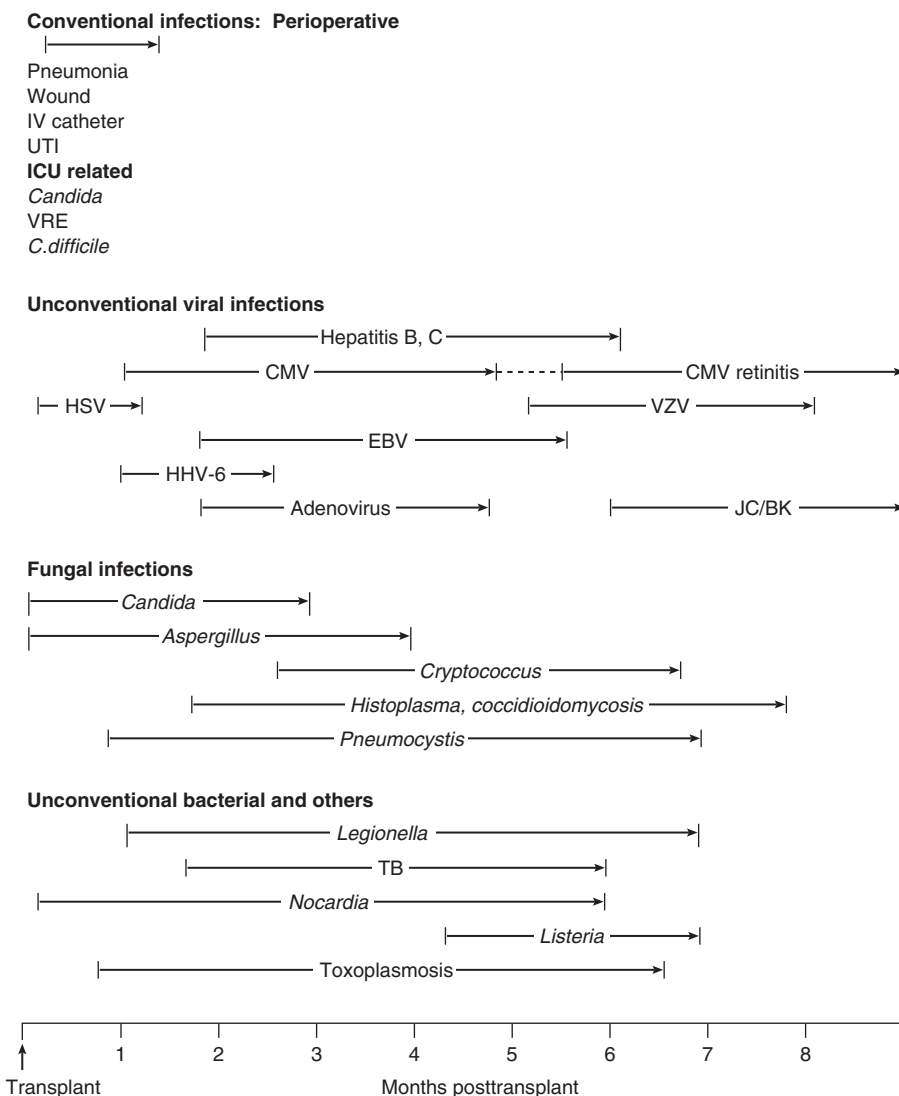 Conventional infections: Perioperative
Pneumonia
Wound
IV catheter
UTI
ICU related
Candida
VRE
C.difficile
Unconventional viral infections
Hepatitis B, C
CMV CMV retinitis
HSV VZV
EBV
HHV-6
Adenovirus JC/BK
Fungal infections
Candida
Aspergillus
Cryptococcus
Histoplasma, coccidioidomycosis
Pneumocystis
Unconventional bacterial and others
Legionella
TB
Nocardia
Listeria
Toxoplasmosis
1 2 3 4 5 6 7 8
Transplant Months posttransplant